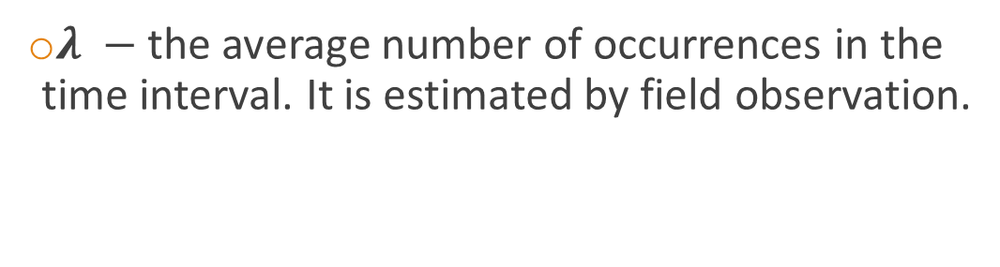 λ – the average number of occurrences in the
time interval. It is estimated by field observation.